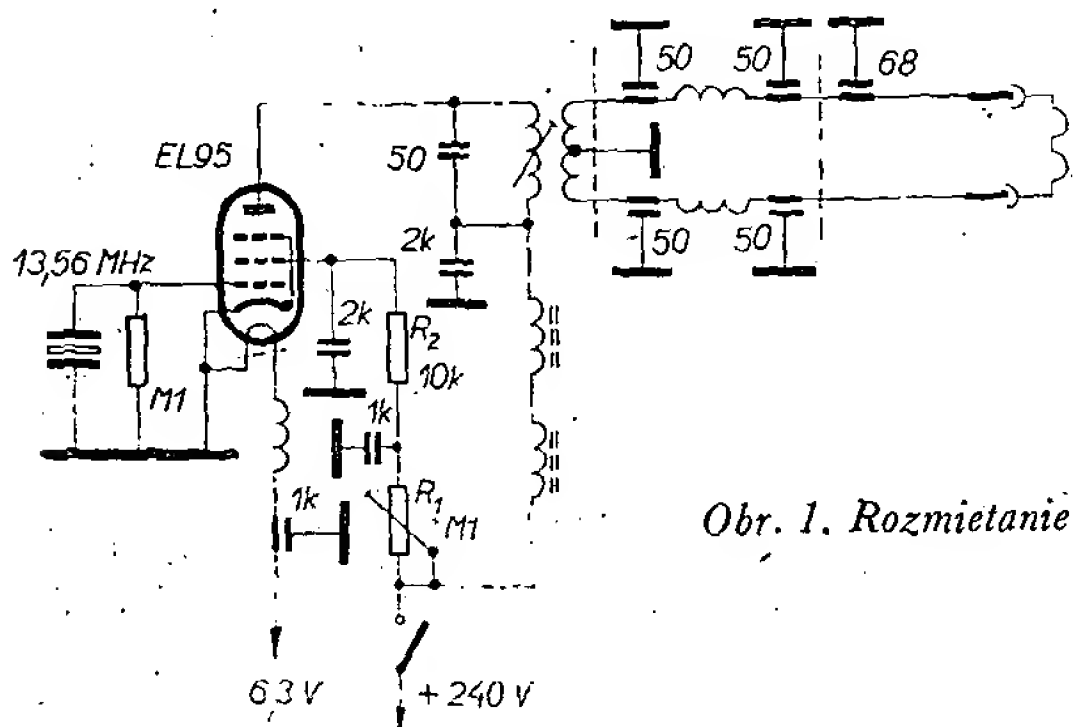 50
50
68
EL95
50
2k
50
50
13,56 MHz
M1
2k
R2
10k
1k
R1
M1
1k
6,3 V
+ 240 V
Obr. 1. Rozmietanie